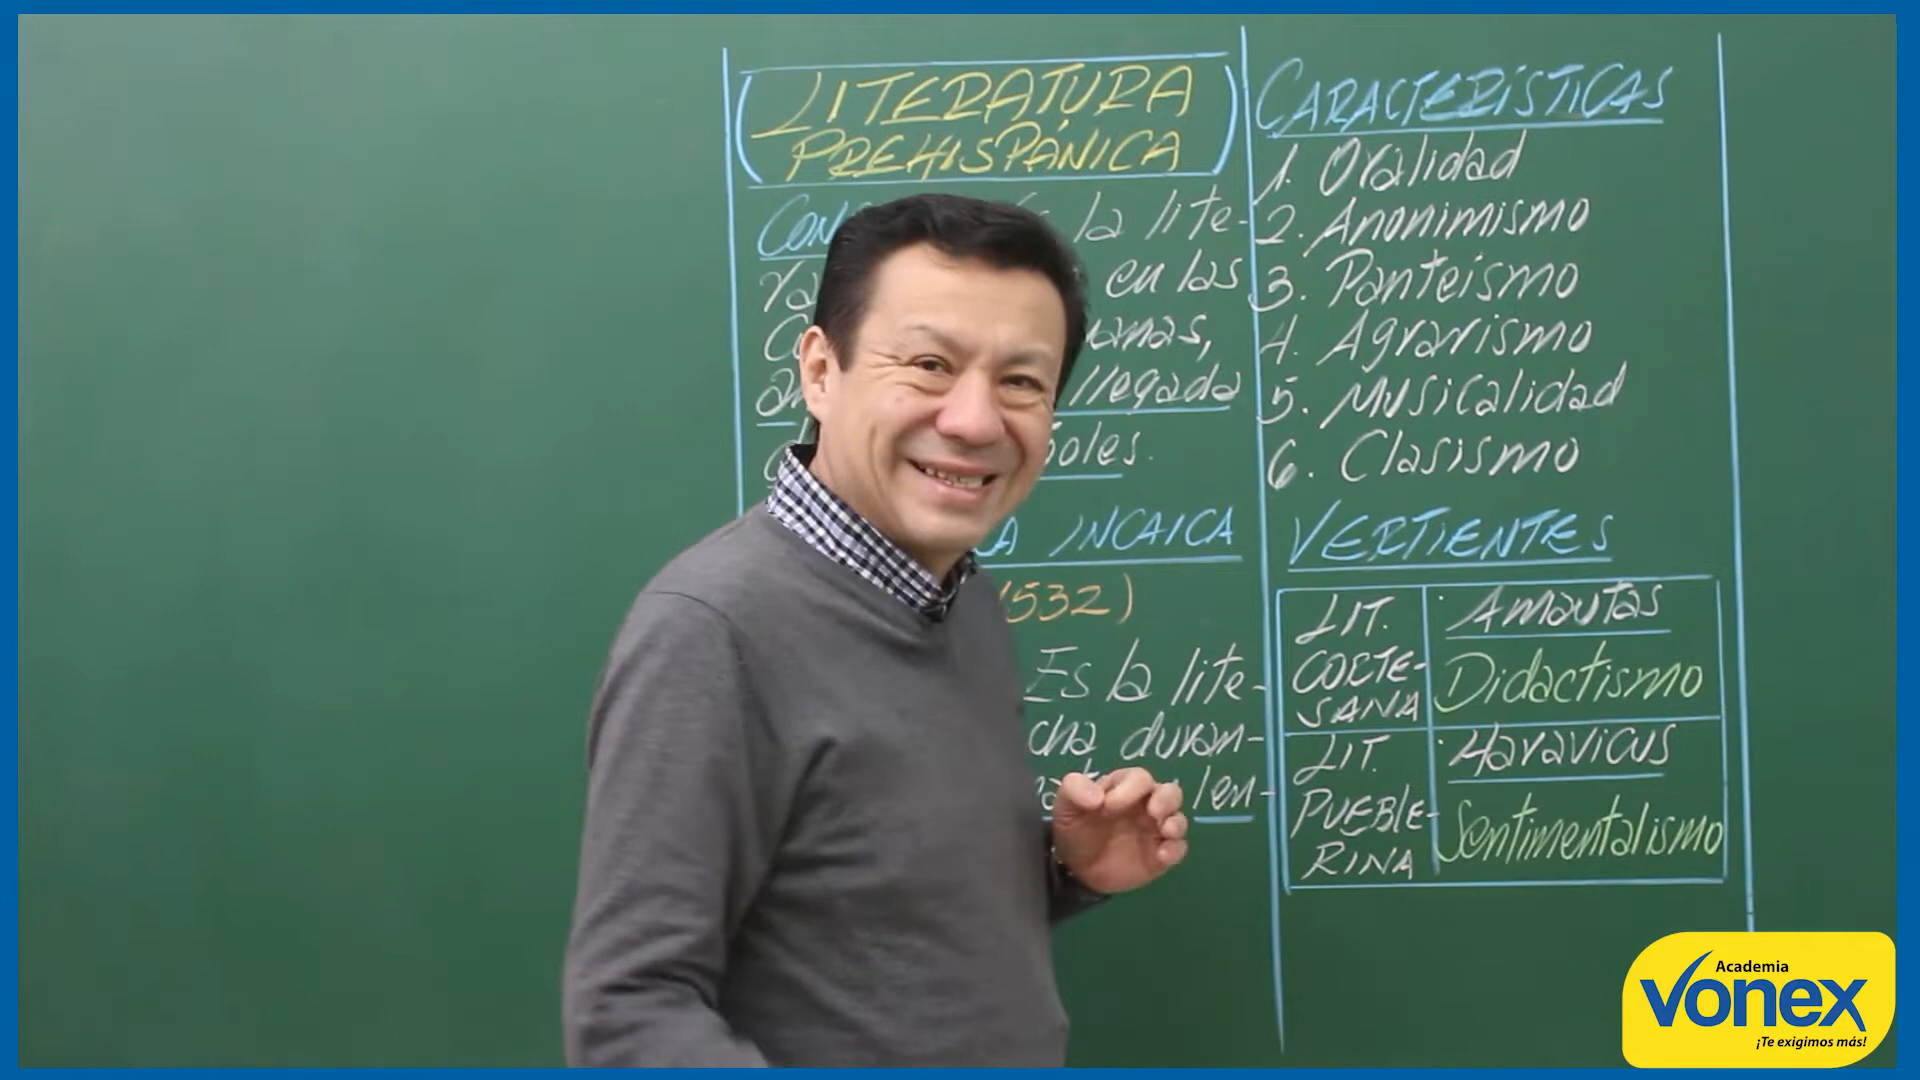 LITERATURA
PREHISPÁNICA
la lite-
en las
llegada
LA INCAICA
1532)
Es la lite-
duran-
len-
CARACTERÍSTICAS
1. Oralidad
2. Anonimismo
3. Panteísmo
4. Agrarismo
5. Musicalidad
6. Clasismo
VERTIENTES
LIT.
CORTE-
SANA
· Amautas
Didactismo
LIT.
PUEBLE-
RINA
· Haravicus
Sentimentalismo
Academia
Vonex
¡Te exigimos más!